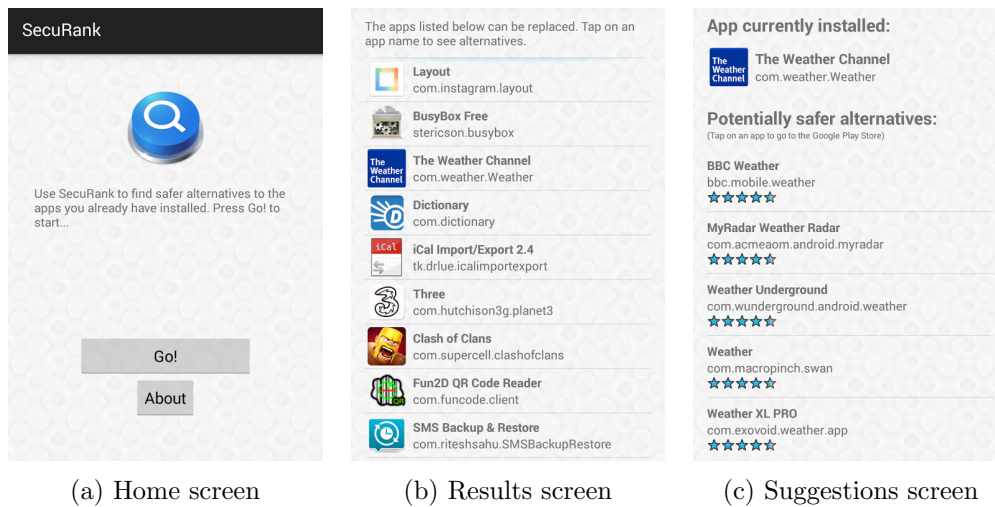 SecuRank
Use SecuRank to find safer alternatives to the
apps you already have installed. Press Go! to
start...
Go!
About
(a) Home screen
The apps listed below can be replaced. Tap on an
app name to see alternatives.
Layout
com.instagram.layout
BusyBox Free
stericson.busybox
The
Weather
Channel
The Weather Channel
com.weather.Weather
Dictionary
com.dictionary
iCal
iCal Import/Export 2.4
tk.drlue.icalimportexport
3
Three
com.hutchison3g.planet3
Clash of Clans
com.supercell.clashofclans
QR
Fun2D QR Code Reader
com.funcode.client
SMS Backup & Restore
com.riteshsahu.SMSBackupRestore
(b) Results screen
App currently installed:
The
Weather
Channel
The Weather Channel
com.weather.Weather
Potentially safer alternatives:
(Tap on an app to go to the Google Play Store)
BBC Weather
bbc.mobile.weather
MyRadar Weather Radar
com.acmeaom.android.myradar
Weather Underground
com.wunderground.android.weather
Weather
com.macropinch.swan
Weather XL PRO
com.exovoid.weather.app
(c) Suggestions screen